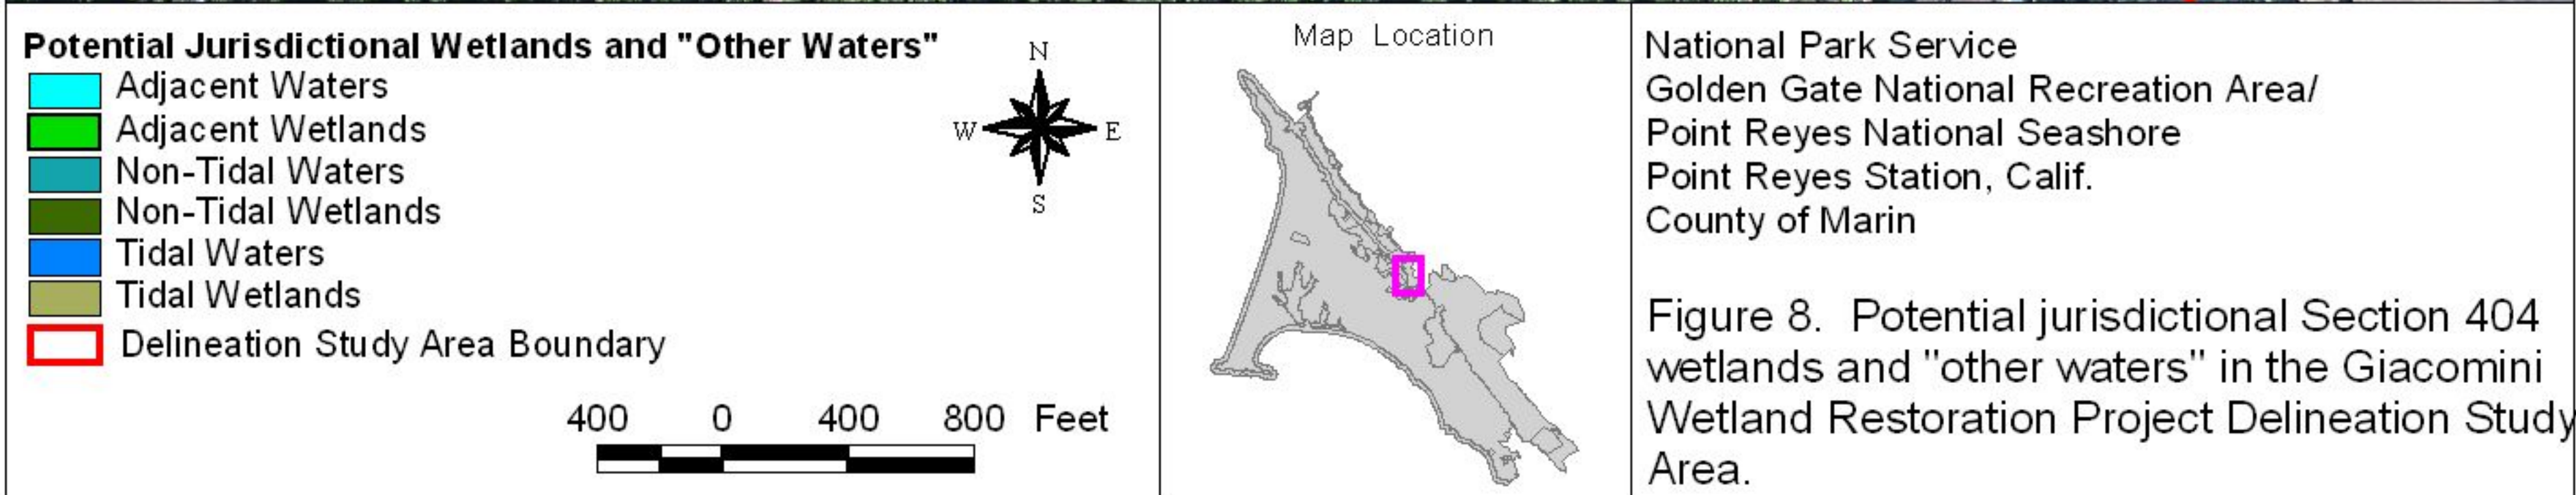 Potential Jurisdictional Wetlands and "Other Waters"
Adjacent Waters
Adjacent Wetlands
Non-Tidal Waters
Non-Tidal Wetlands
Tidal Waters
Tidal Wetlands
Delineation Study Area Boundary
N
W E
S
400 0 400 800 Feet
Map Location
National Park Service
Golden Gate National Recreation Area/
Point Reyes National Seashore
Point Reyes Station, Calif.
County of Marin
Figure 8. Potential jurisdictional Section 404
wetlands and "other waters" in the Giacomini
Wetland Restoration Project Delineation Study
Area.